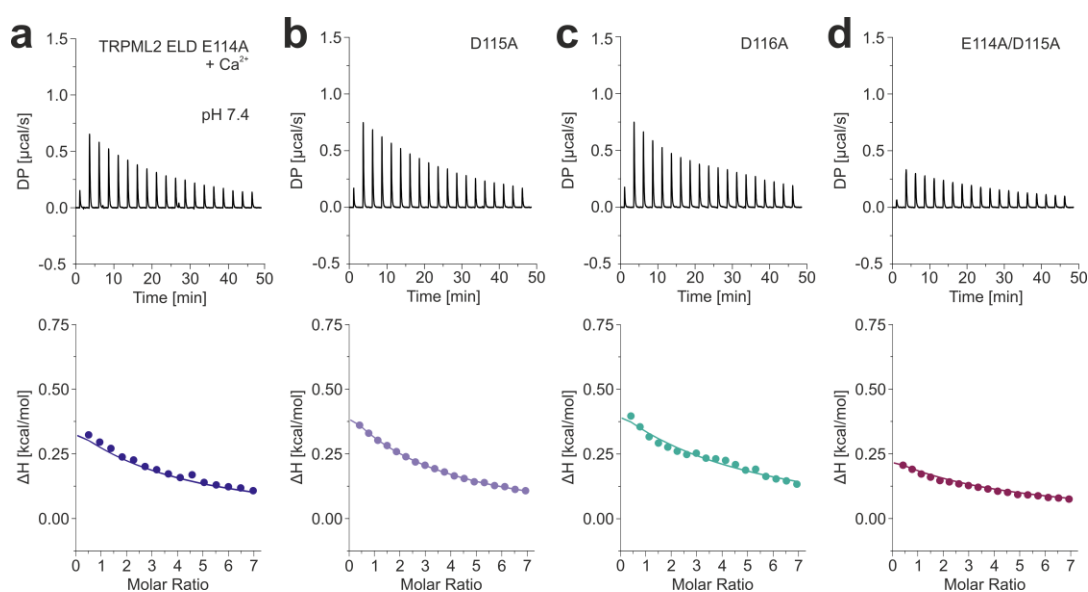 a
TRPML2 ELD E114A
+ Ca²⁺
pH 7.4
1.5
1.0
0.5
0.0
-0.5
DP [µcal/s]
0 10 20 30 40 50
Time [min]
b
D115A
1.5
1.0
0.5
0.0
-0.5
DP [µcal/s]
0 10 20 30 40 50
Time [min]
c
D116A
1.5
1.0
0.5
0.0
-0.5
DP [µcal/s]
0 10 20 30 40 50
Time [min]
d
E114A/D115A
1.5
1.0
0.5
0.0
-0.5
DP [µcal/s]
0 10 20 30 40 50
Time [min]
0.75
0.50
0.25
0.00
ΔH [kcal/mol]
0 1 2 3 4 5 6 7
Molar Ratio
0.75
0.50
0.25
0.00
ΔH [kcal/mol]
0 1 2 3 4 5 6 7
Molar Ratio
0.75
0.50
0.25
0.00
ΔH [kcal/mol]
0 1 2 3 4 5 6 7
Molar Ratio
0.75
0.50
0.25
0.00
ΔH [kcal/mol]
0 1 2 3 4 5 6 7
Molar Ratio